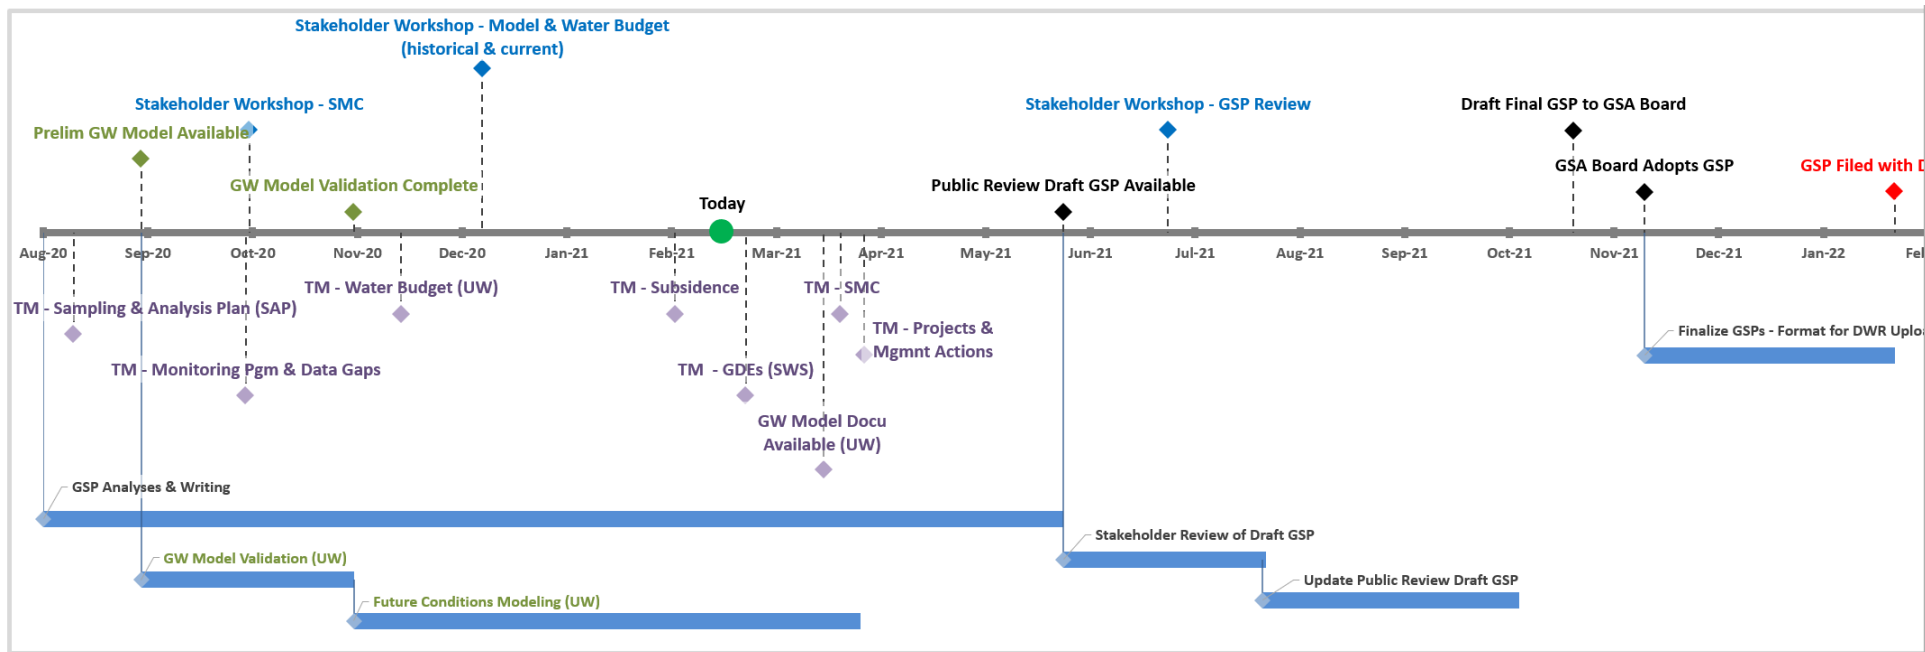 Stakeholder Workshop - Model & Water Budget
(historical & current)
Stakeholder Workshop - SMC
Stakeholder Workshop - GSP Review
Draft Final GSP to GSA Board
Prelim GW Model Available
GSA Board Adopts GSP
GSP Filed with D
GW Model Validation Complete
Public Review Draft GSP Available
Today
Aug-20 Sep-20 Oct-20 Nov-20 Dec-20 Jan-21 Feb-21 Mar-21 Apr-21 May-21 Jun-21 Jul-21 Aug-21 Sep-21 Oct-21 Nov-21 Dec-21 Jan-22 Fel
TM - Water Budget (UW)
TM - Subsidence
TM - SMC
TM - Sampling & Analysis Plan (SAP)
TM - Projects &
Mgmnt Actions
Finalize GSPs - Format for DWR Uploa
TM - Monitoring Pgm & Data Gaps
TM - GDEs (SWS)
GW Model Docu
Available (UW)
GSP Analyses & Writing
Stakeholder Review of Draft GSP
GW Model Validation (UW)
Update Public Review Draft GSP
Future Conditions Modeling (UW)